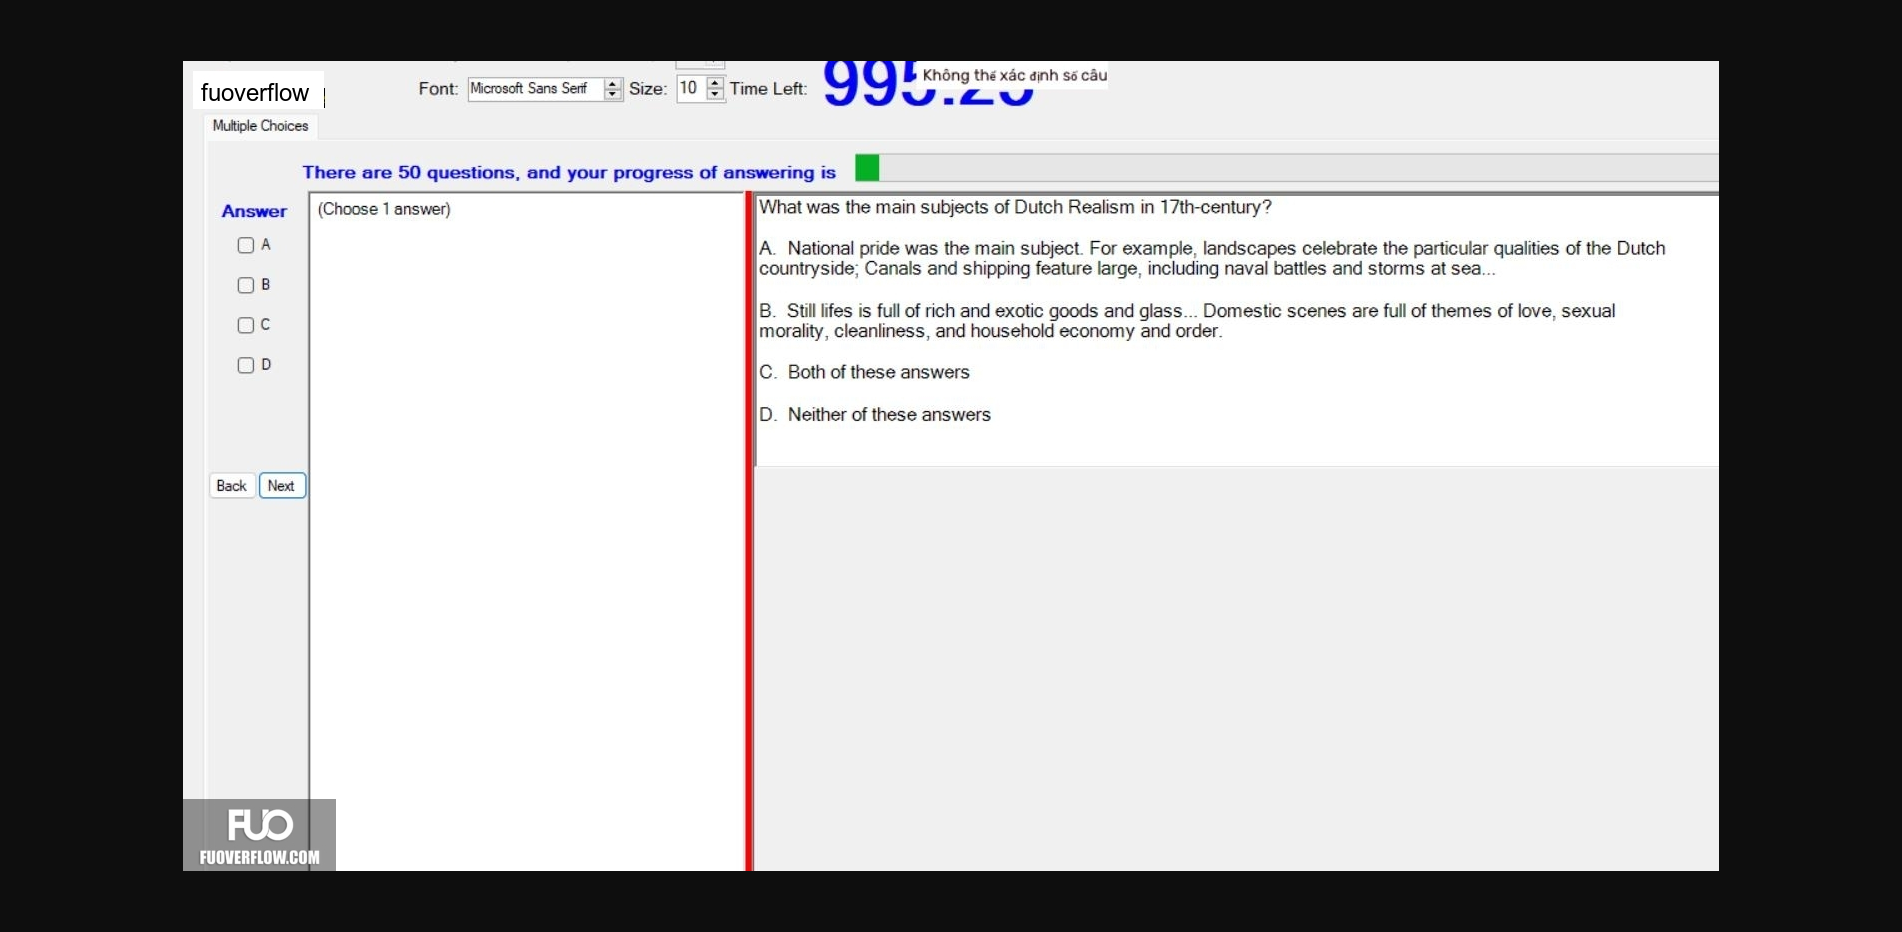 fuoverflow
Font: Microsoft Sans Serif Size: 10 Time Left:
Không thể xác định số câu
Multiple Choices
There are 50 questions, and your progress of answering is
Answer
(Choose 1 answer)
A
B
C
D
Back Next
What was the main subjects of Dutch Realism in 17th-century?
A. National pride was the main subject. For example, landscapes celebrate the particular qualities of the Dutch
countryside; Canals and shipping feature large, including naval battles and storms at sea...
B. Still lifes is full of rich and exotic goods and glass... Domestic scenes are full of themes of love, sexual
morality, cleanliness, and household economy and order.
C. Both of these answers
D. Neither of these answers
FUO
FUOVERFLOW.COM